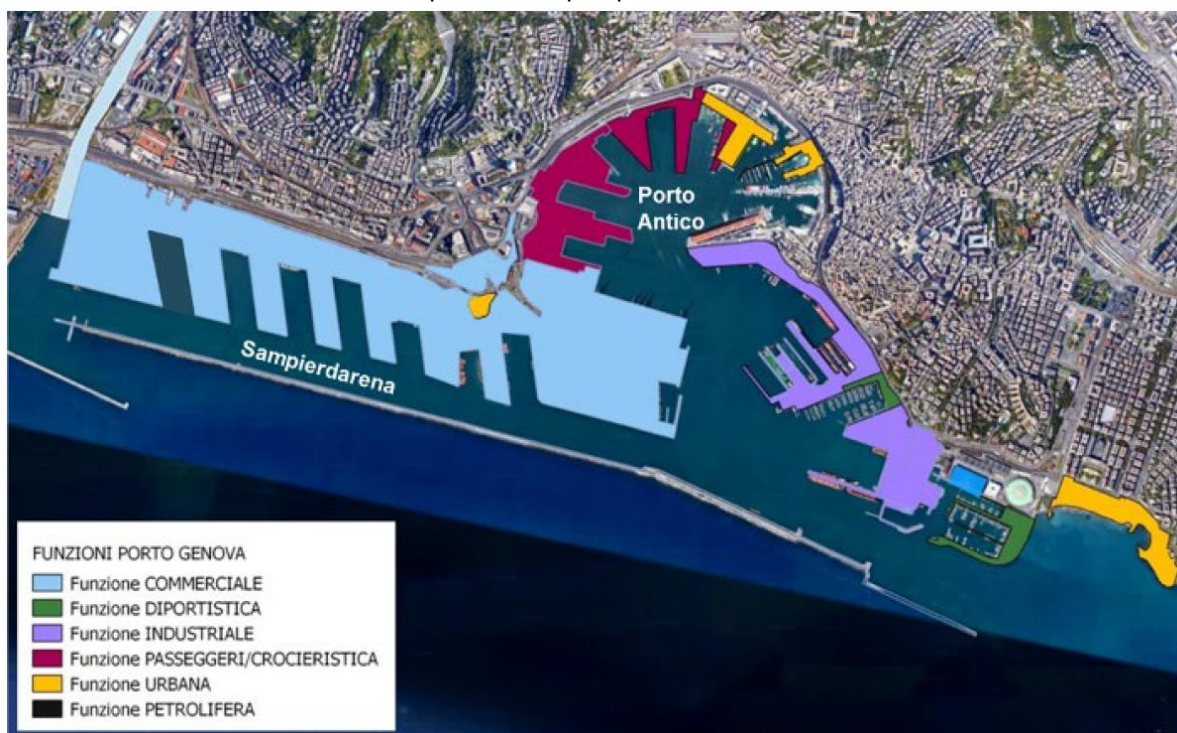 Porto
Antico
Sampierdarena
FUNZIONI PORTO GENOVA
Funzione COMMERCIALE
Funzione DIPORTISTICA
Funzione INDUSTRIALE
Funzione PASSEGGERI/CROCIERISTICA
Funzione URBANA
Funzione PETROLIFERA